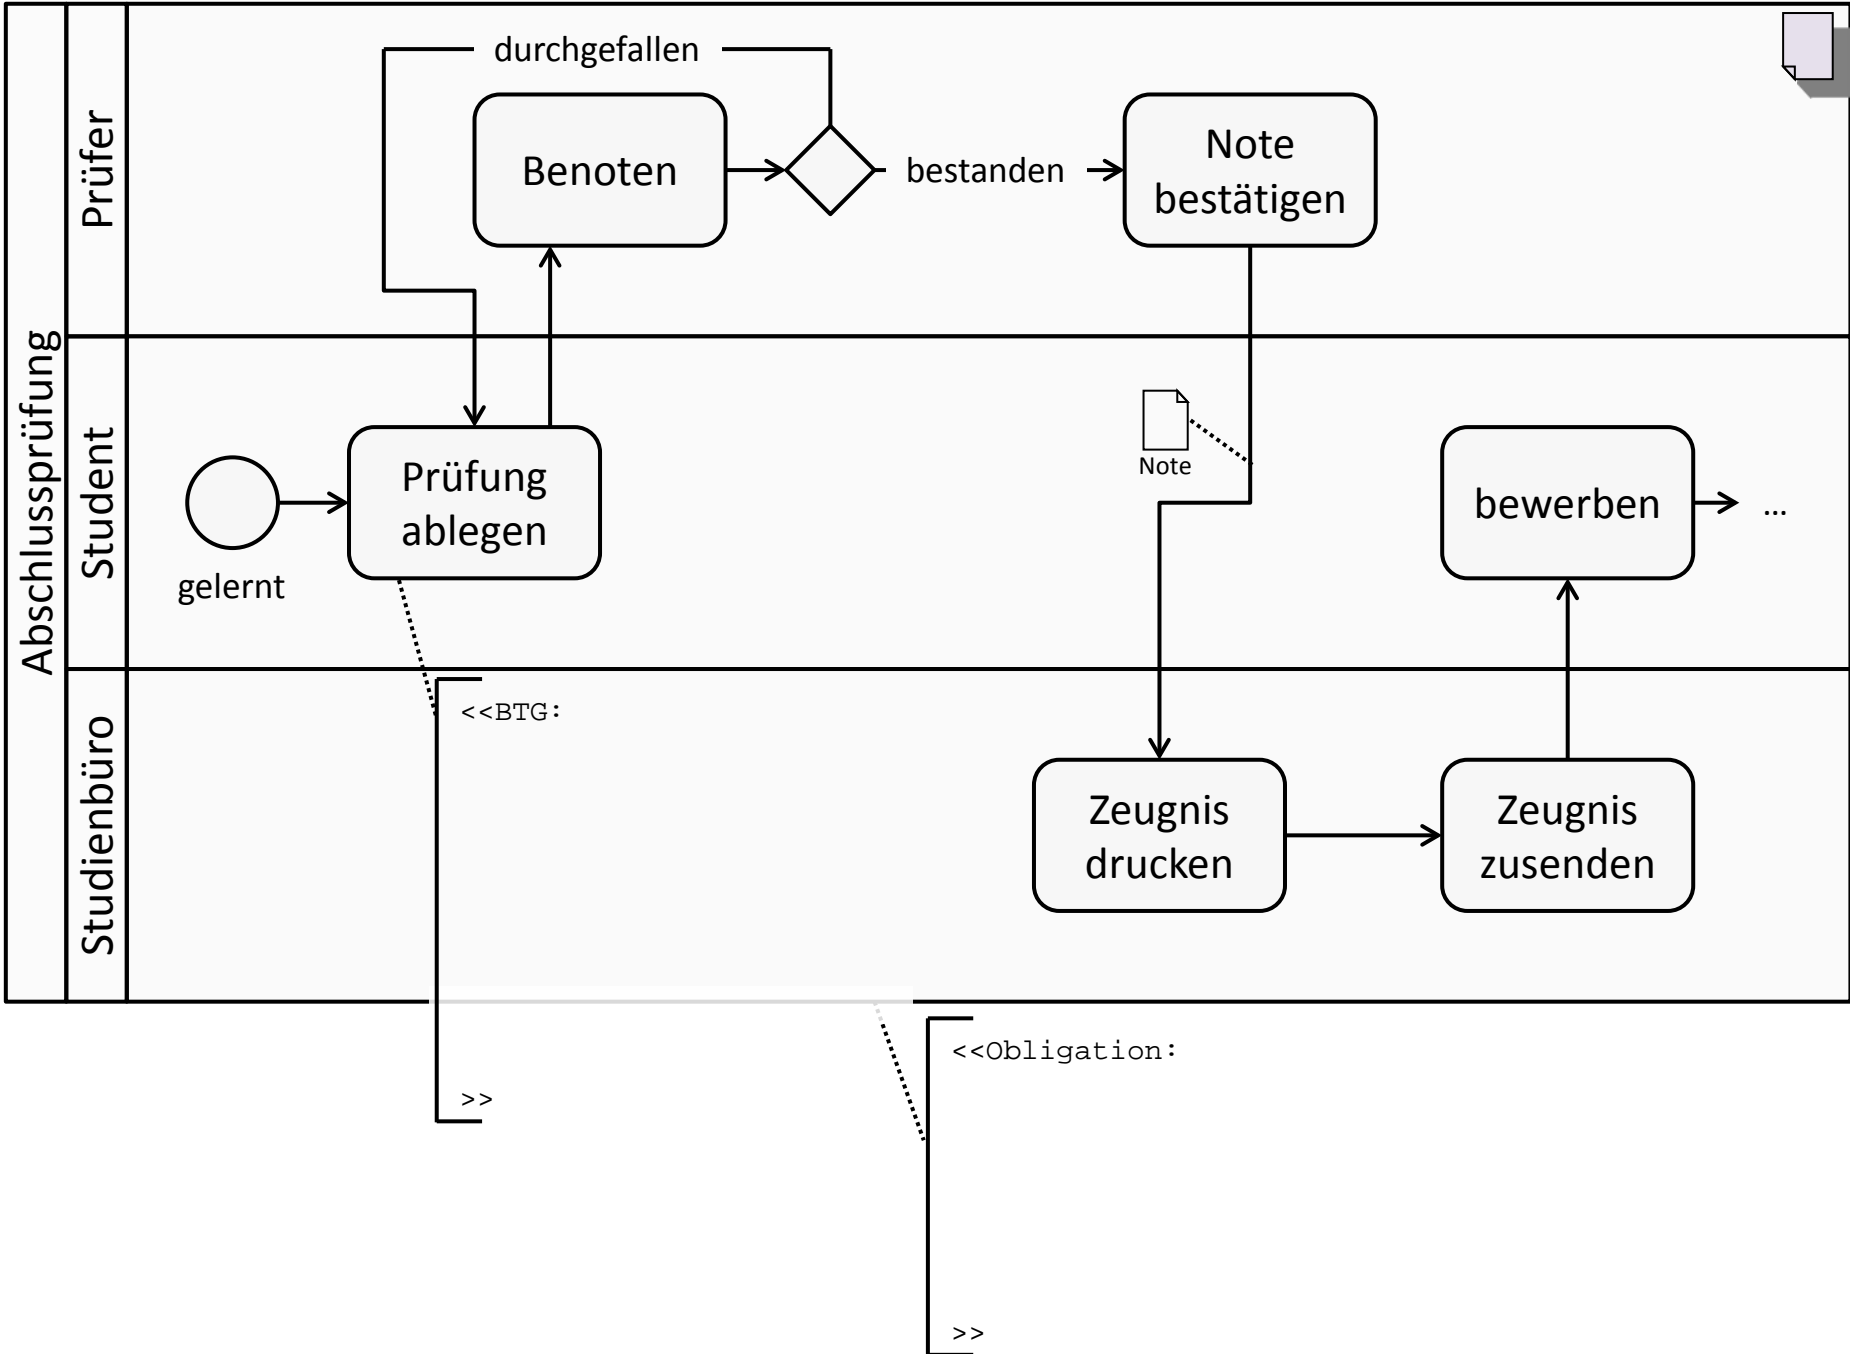 Abschlussprüfung
Prüfer
durchgefallen
Benoten
bestanden
Note
bestätigen
Student
gelernt
Prüfung
ablegen
Note
bewerben
...
Studienbüro
<<BTG:
>>
Zeugnis
drucken
Zeugnis
zusenden
<<Obligation:
>>